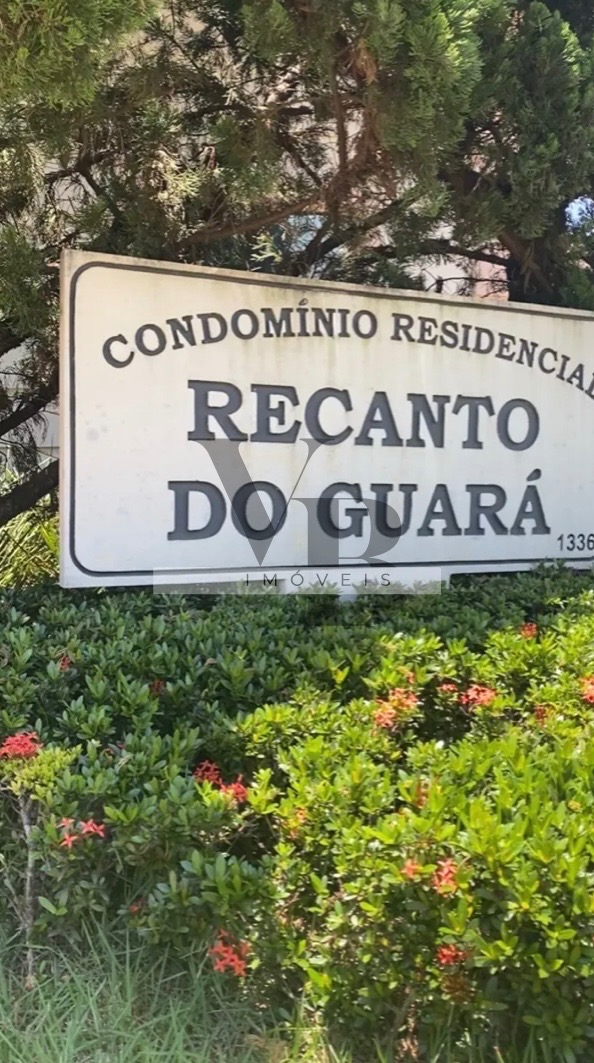 CONDOMÍNIO RESIDENCIAL
RECANTO
DO GUARÁ
1336
VR
IMÓVEIS